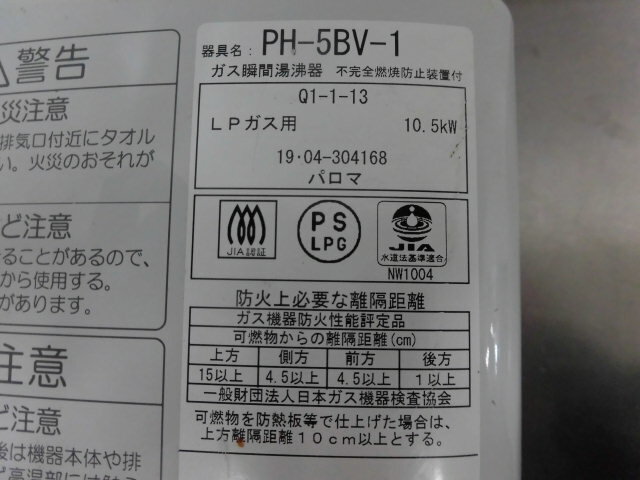 警告
災注意
排気口付近にタオル
い。火災のおそれが
ど注意
ることがあるので、
から使用する。
があります。
注意
ど注意
後は機器本体や排
ど高温部には触
器具名: PH-5BV-1
ガス瞬間湯沸器 不完全燃焼防止装置付
Q1-1-13
LPガス用 10.5kW
19・04-304168
パロマ
JIA認証
PS
LPG
JIA
水道法基準適合
NW1004
防火上必要な離隔距離
ガス機器防火性能評定品
可燃物からの離隔距離(cm)
上方 側方 前方 後方
15以上 4.5以上 4.5以上 1以上
一般財団法人日本ガス機器検査協会
可燃物を防熱板等で仕上げた場合は、
上方離隔距離10cm以上とする。